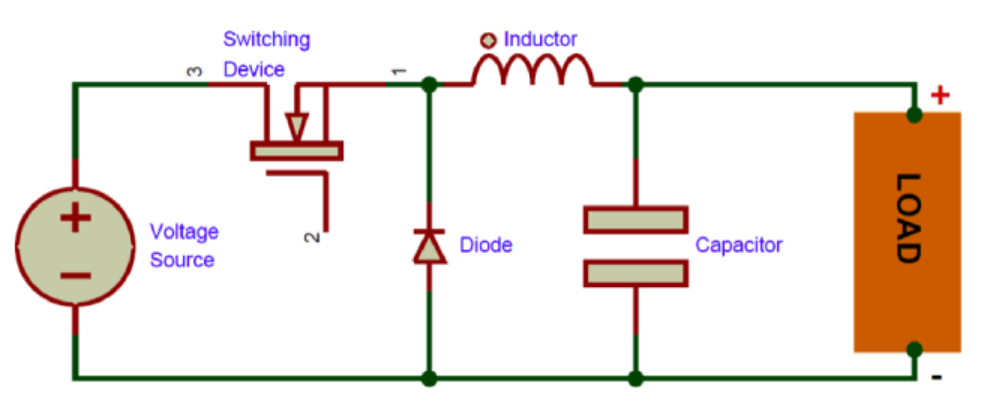 Switching
Device
3
1
Inductor
+
LOAD
2
Diode
Capacitor
+
Voltage
Source
−
-